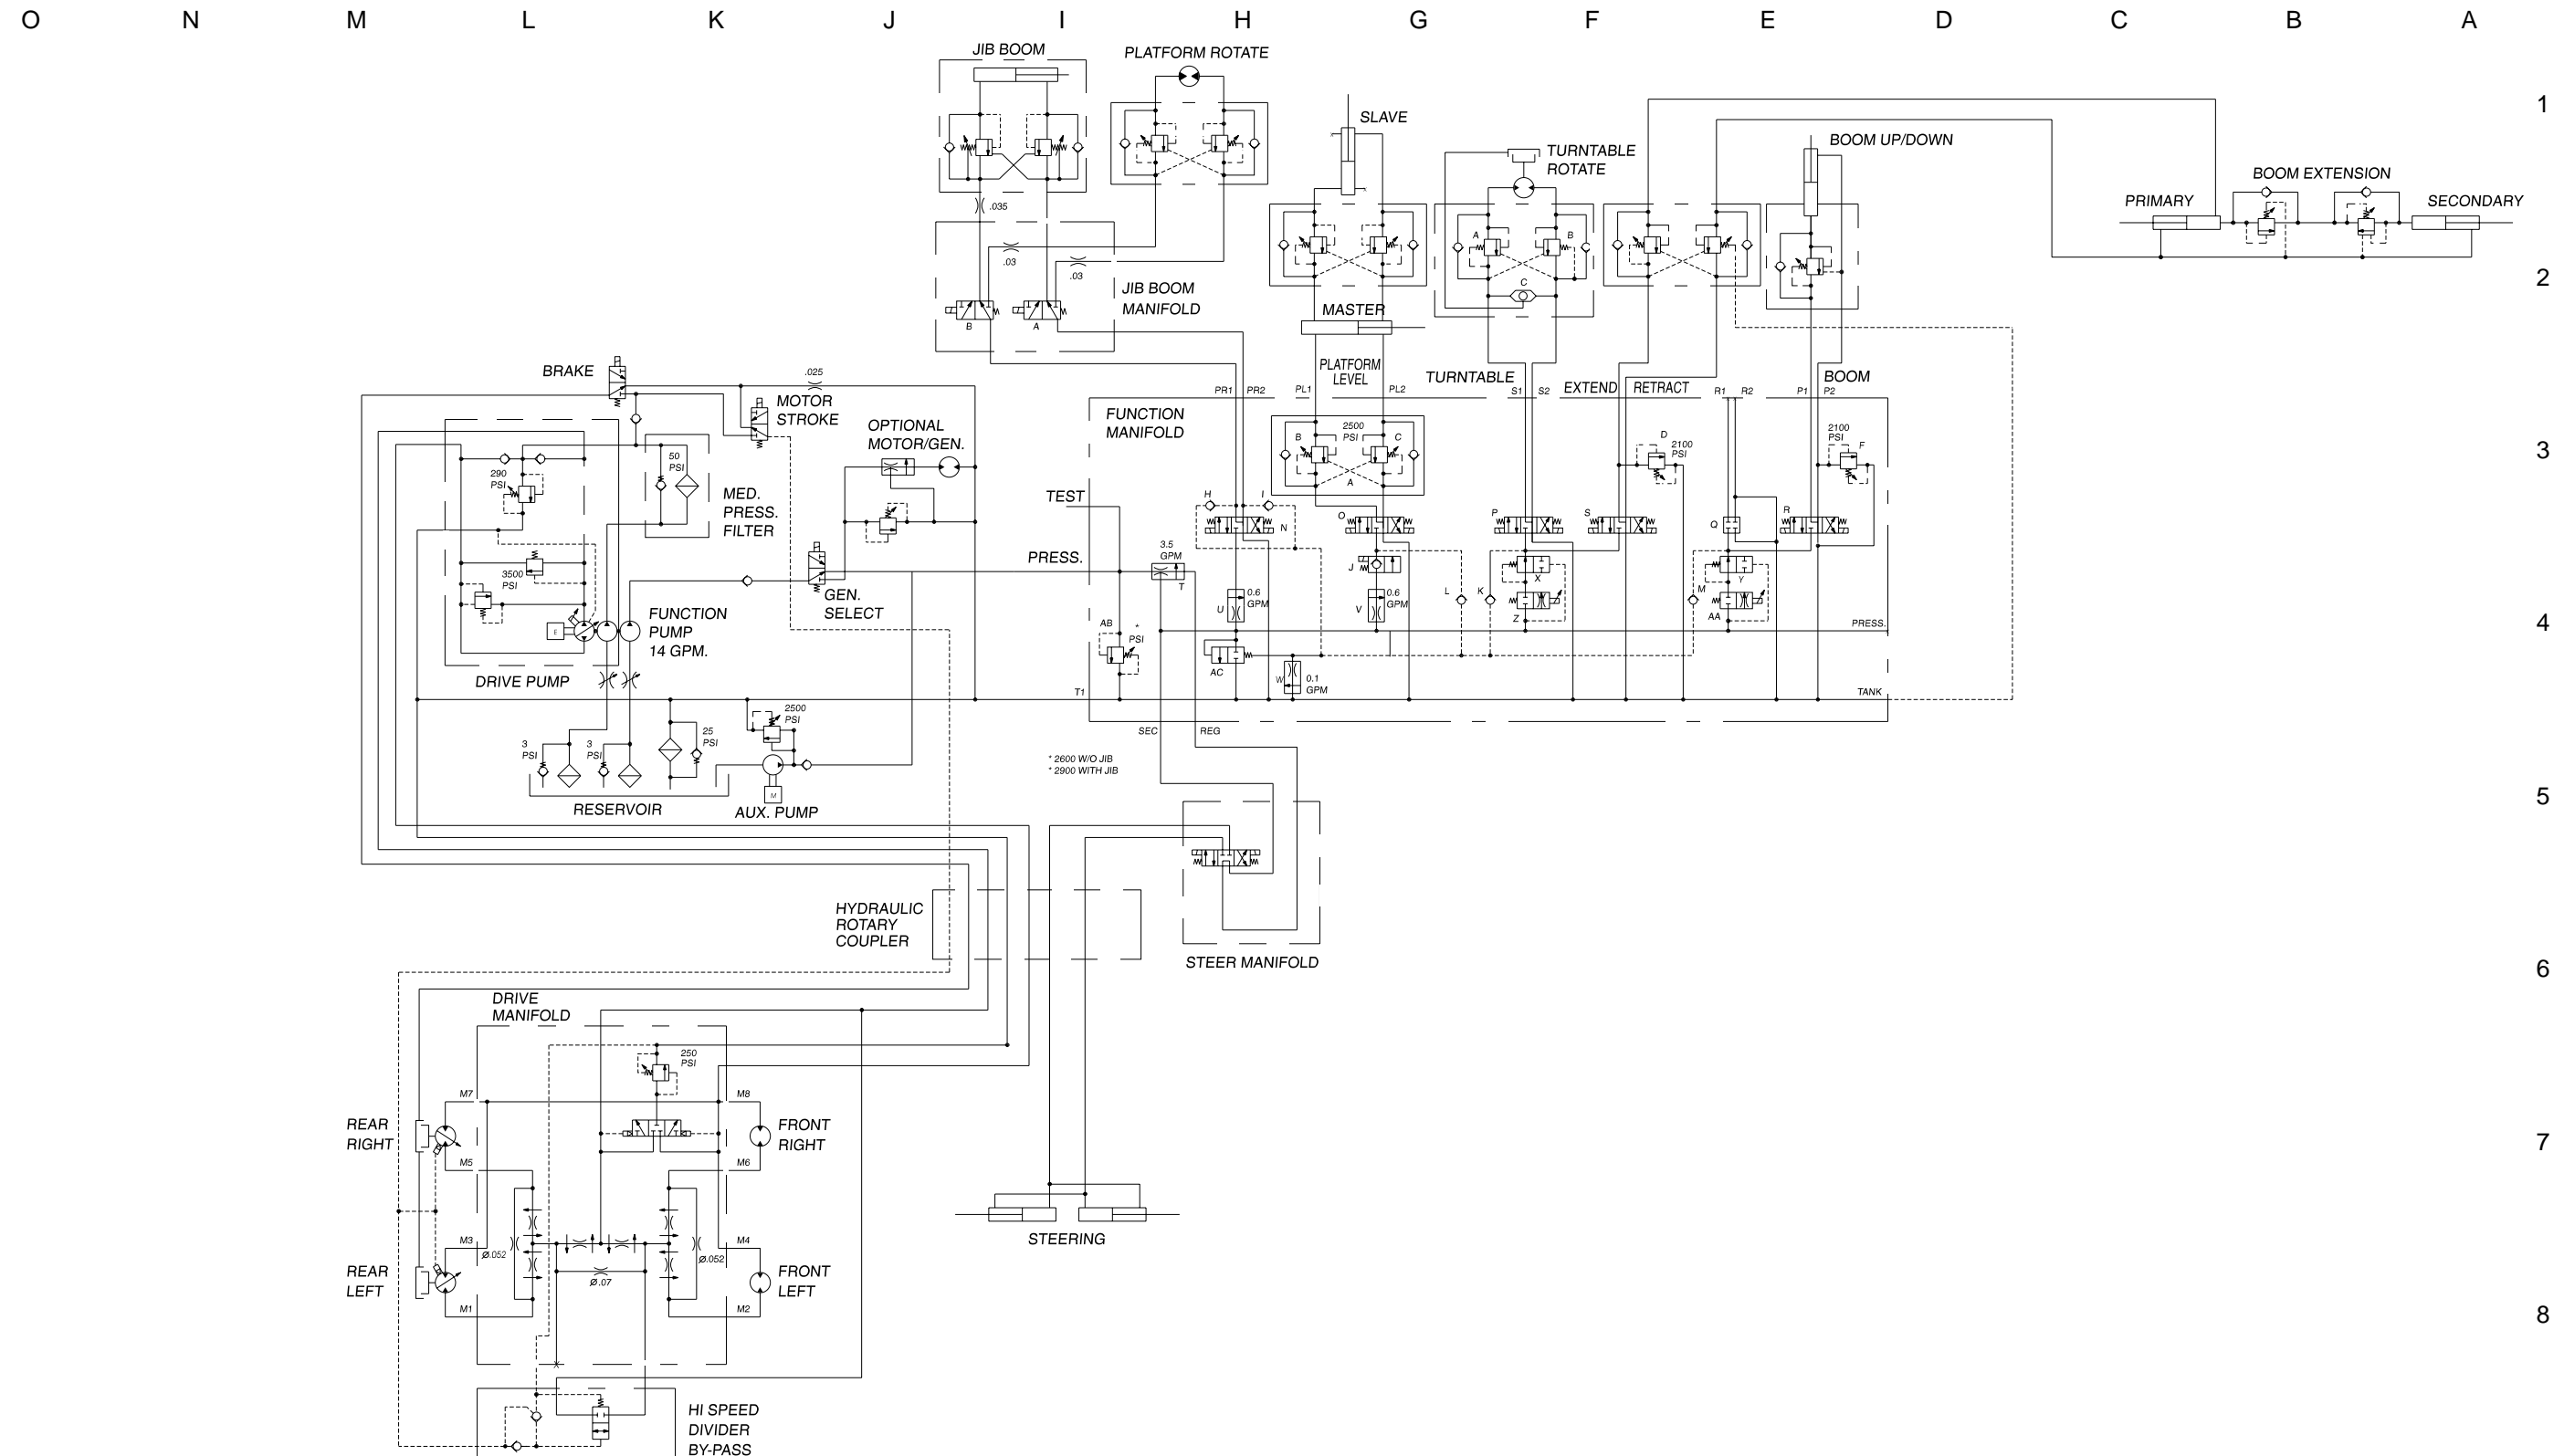 O N M L K J I H G F E D C B A
1
2
3
4
5
6
7
8
JIB BOOM
PLATFORM ROTATE
SLAVE
TURNTABLE
ROTATE
BOOM UP/DOWN
BOOM EXTENSION
PRIMARY
SECONDARY
.035
.03
.03
B
A
JIB BOOM
MANIFOLD
A
B
C
MASTER
PLATFORM
LEVEL
TURNTABLE
EXTEND
RETRACT
BOOM
PR1
PR2
PL1
PL2
S1
S2
R1
R2
P1
P2
BRAKE
.025
MOTOR
STROKE
OPTIONAL
MOTOR/GEN.
FUNCTION
MANIFOLD
B
2500
PSI
C
A
D
2100
PSI
2100
PSI
F
290
PSI
50
PSI
MED.
PRESS.
FILTER
TEST
H
I
N
O
P
S
Q
R
3500
PSI
PRESS.
3.5
GPM
T
J
X
Y
GEN.
SELECT
FUNCTION
PUMP
14 GPM.
E
DRIVE PUMP
U
0.6
GPM
V
0.6
GPM
L
K
Z
M
AA
AB
*
PSI
AC
W
0.1
GPM
PRESS.
T1
TANK
SEC
REG
2500
PSI
3
PSI
3
PSI
25
PSI
M
RESERVOIR
AUX. PUMP
* 2600 W/O JIB
* 2900 WITH JIB
HYDRAULIC
ROTARY
COUPLER
STEER MANIFOLD
DRIVE
MANIFOLD
250
PSI
M7
M8
REAR
RIGHT
FRONT
RIGHT
M5
M6
M3
M4
Ø.052
Ø.052
Ø.07
REAR
LEFT
FRONT
LEFT
M1
M2
STEERING
HI SPEED
DIVIDER
BY-PASS